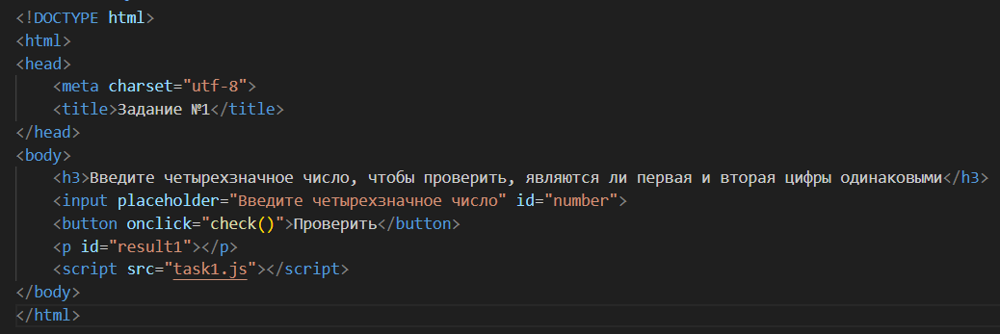 <!DOCTYPE html>
<html>
<head>
    <meta charset="utf-8">
    <title>Задание №1</title>
</head>
<body>
    <h3>Введите четырехзначное число, чтобы проверить, являются ли первая и вторая цифры одинаковыми</h3>
    <input placeholder="Введите четырехзначное число" id="number">
    <button onclick="check()">Проверить</button>
    <p id="result1"></p>
    <script src="task1.js"></script>
</body>
</html>